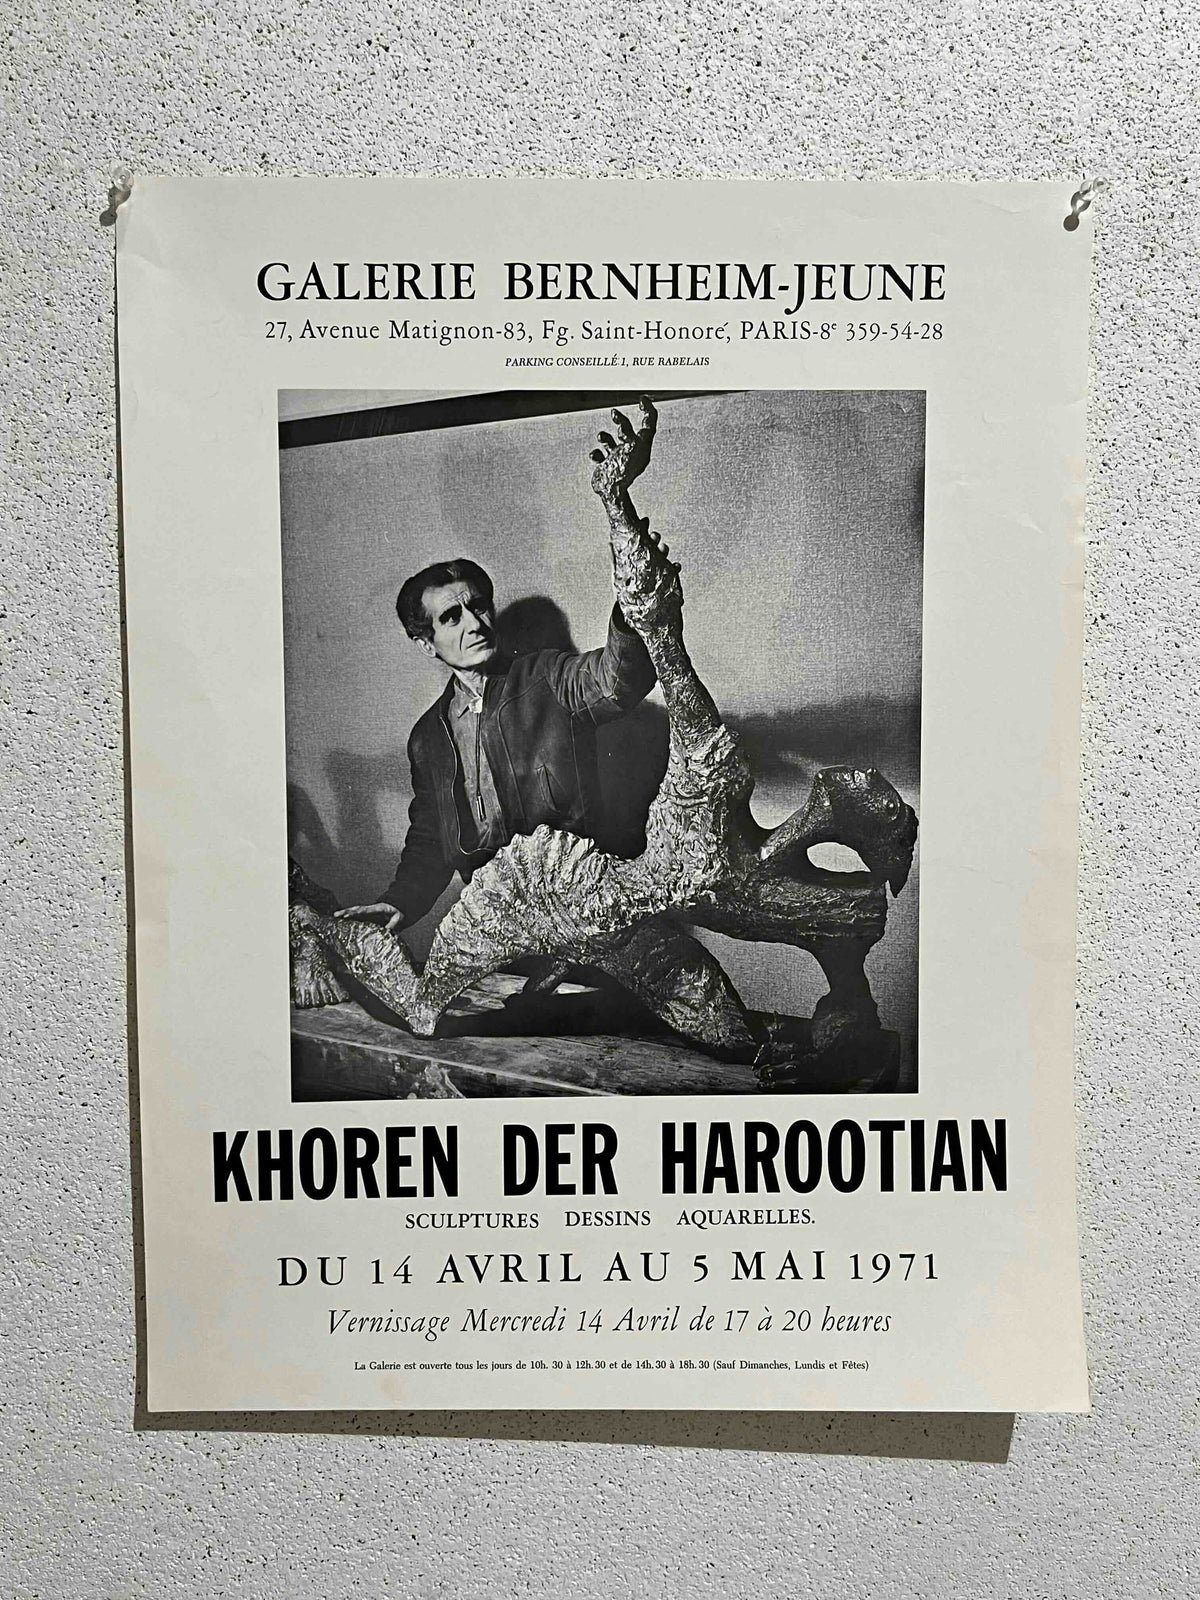 GALERIE BERNHEIM-JEUNE
27, Avenue Matignon-83, Fg. Saint-Honoré, PARIS-8e 359-54-28
PARKING CONSEILLÉ 1, RUE RABELAIS
KHOREN DER HAROOTIAN
SCULPTURES DESSINS AQUARELLES.
DU 14 AVRIL AU 5 MAI 1971
Vernissage Mercredi 14 Avril de 17 à 20 heures
La Galerie est ouverte tous les jours de 10h. 30 à 12h. 30 et de 14h. 30 à 18h. 30 (Sauf Dimanches, Lundis et Fêtes)